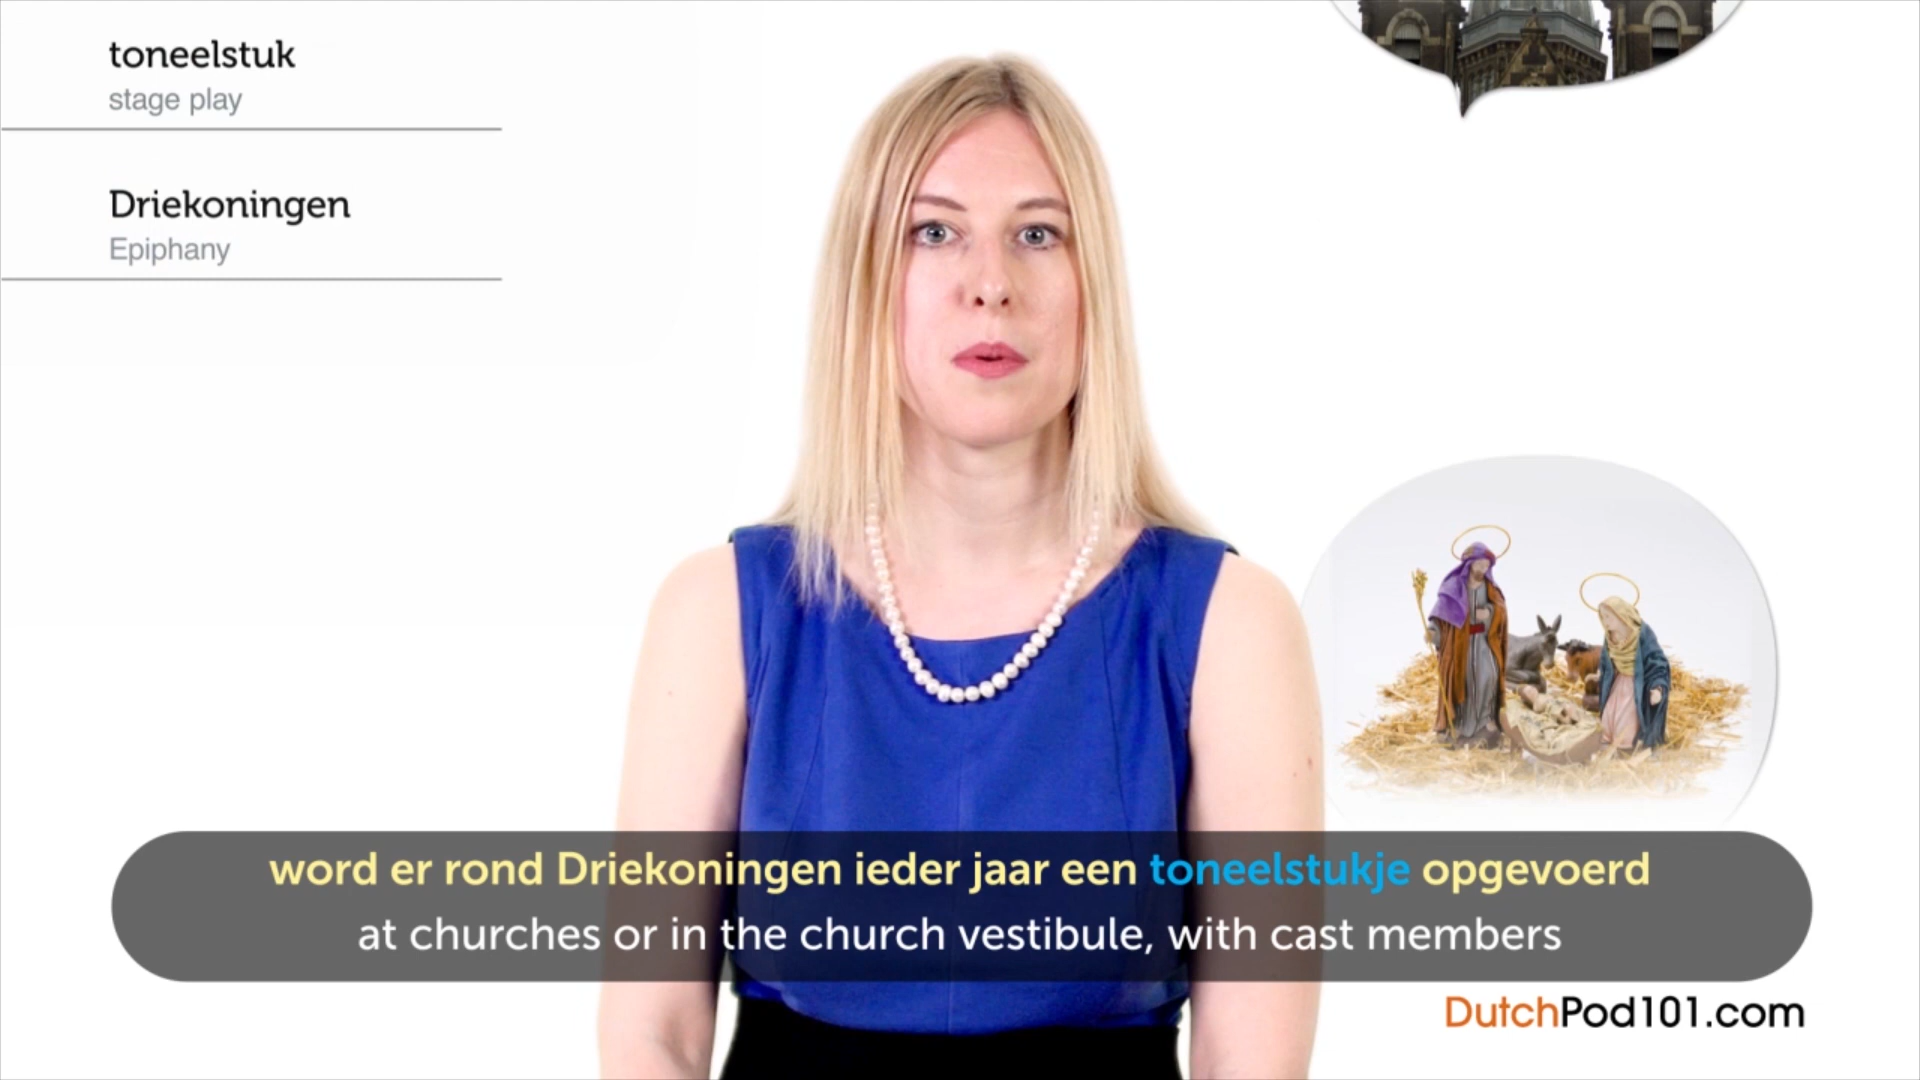 toneelstuk
stage play
Driekoningen
Epiphany
word er rond Driekoningen ieder jaar een toneelstukje opgevoerd
at churches or in the church vestibule, with cast members
DutchPod101.com